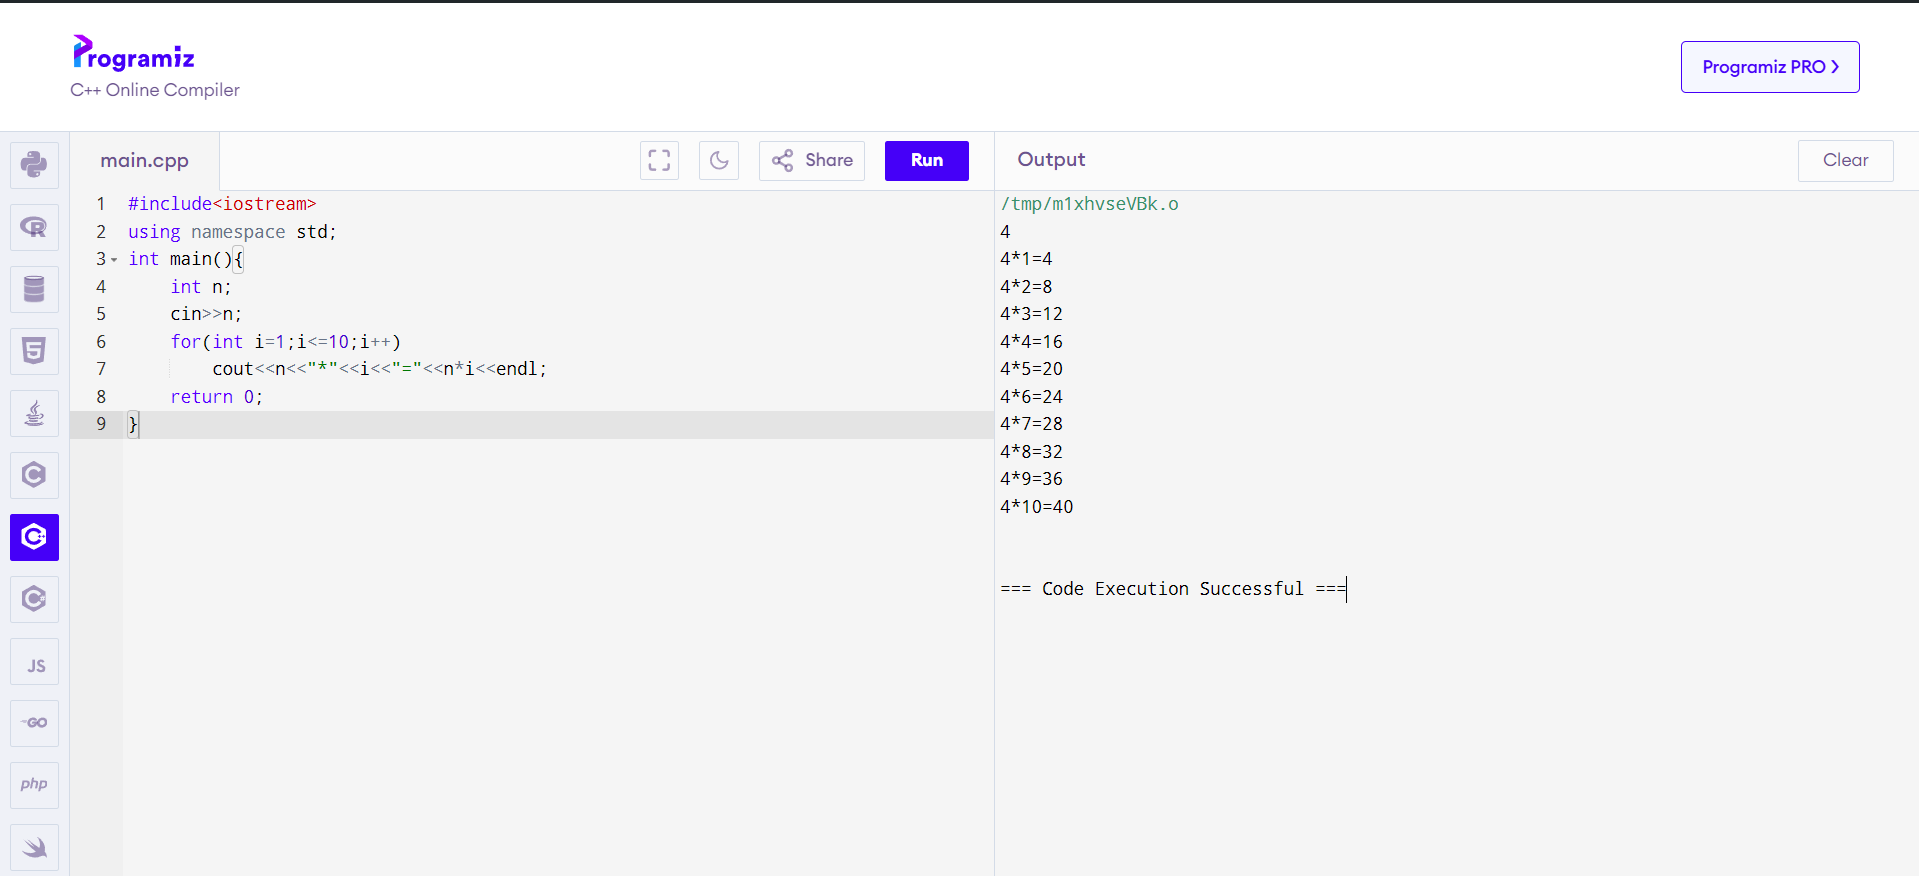 Programiz
C++ Online Compiler
Programiz PRO >
main.cpp
Share
Run
Output
Clear
1 #include<iostream>
2 using namespace std;
3 int main(){
4     int n;
5     cin>>n;
6     for(int i=1;i<=10;i++)
7         cout<<n<<"*"<<i<<"="<<n*i<<endl;
8     return 0;
9 }
/tmp/m1xhvseVBk.o
4
4*1=4
4*2=8
4*3=12
4*4=16
4*5=20
4*6=24
4*7=28
4*8=32
4*9=36
4*10=40
=== Code Execution Successful ===
R
5
C
C++
C#
JS
GO
php